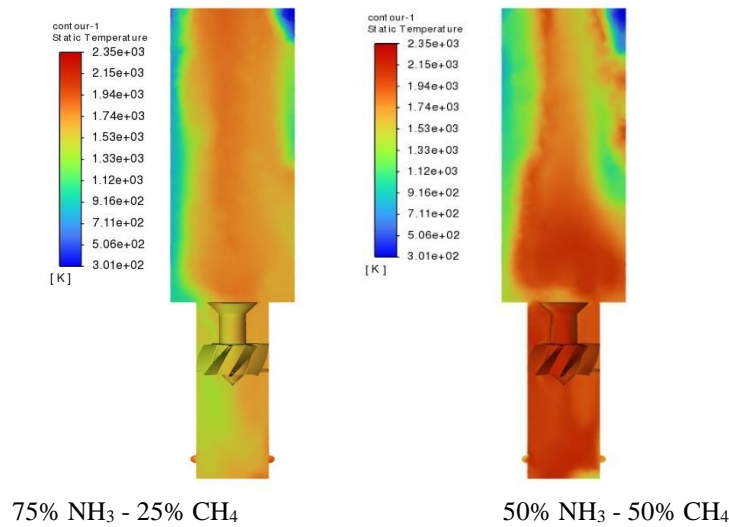 contour-1
Static Temperature
2.35e+03
2.15e+03
1.94e+03
1.74e+03
1.53e+03
1.33e+03
1.12e+03
9.16e+02
7.11e+02
5.06e+02
3.01e+02
[ K ]
contour-1
Static Temperature
2.35e+03
2.15e+03
1.94e+03
1.74e+03
1.53e+03
1.33e+03
1.12e+03
9.16e+02
7.11e+02
5.06e+02
3.01e+02
[ K ]
75% NH₃ - 25% CH₄
50% NH₃ - 50% CH₄